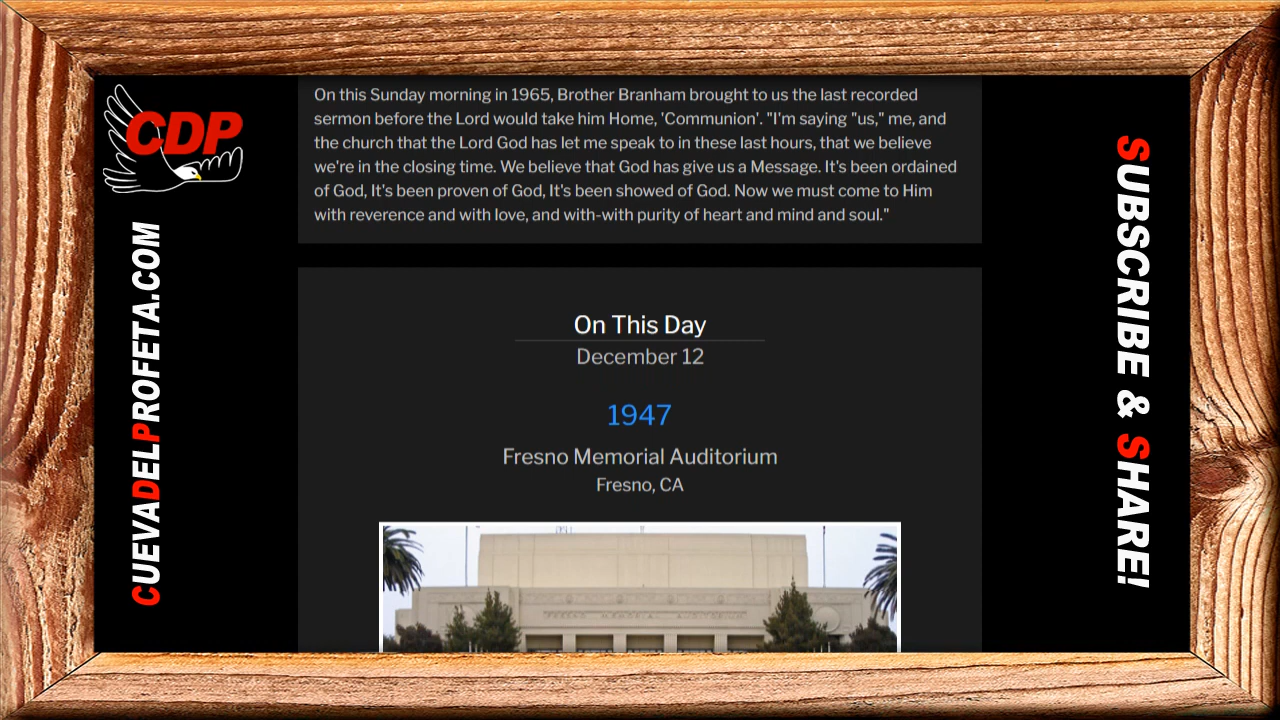 CDP
CUEVADELPROFETA.COM
On this Sunday morning in 1965, Brother Branham brought to us the last recorded
sermon before the Lord would take him Home, 'Communion'. "I'm saying "us," me, and
the church that the Lord God has let me speak to in these last hours, that we believe
we're in the closing time. We believe that God has give us a Message. It's been ordained
of God, It's been proven of God, It's been showed of God. Now we must come to Him
with reverence and with love, and with-with purity of heart and mind and soul."
On This Day
December 12
1947
Fresno Memorial Auditorium
Fresno, CA
FRESNO MEMORIAL AUDITORIUM
SUBSCRIBE & SHARE!